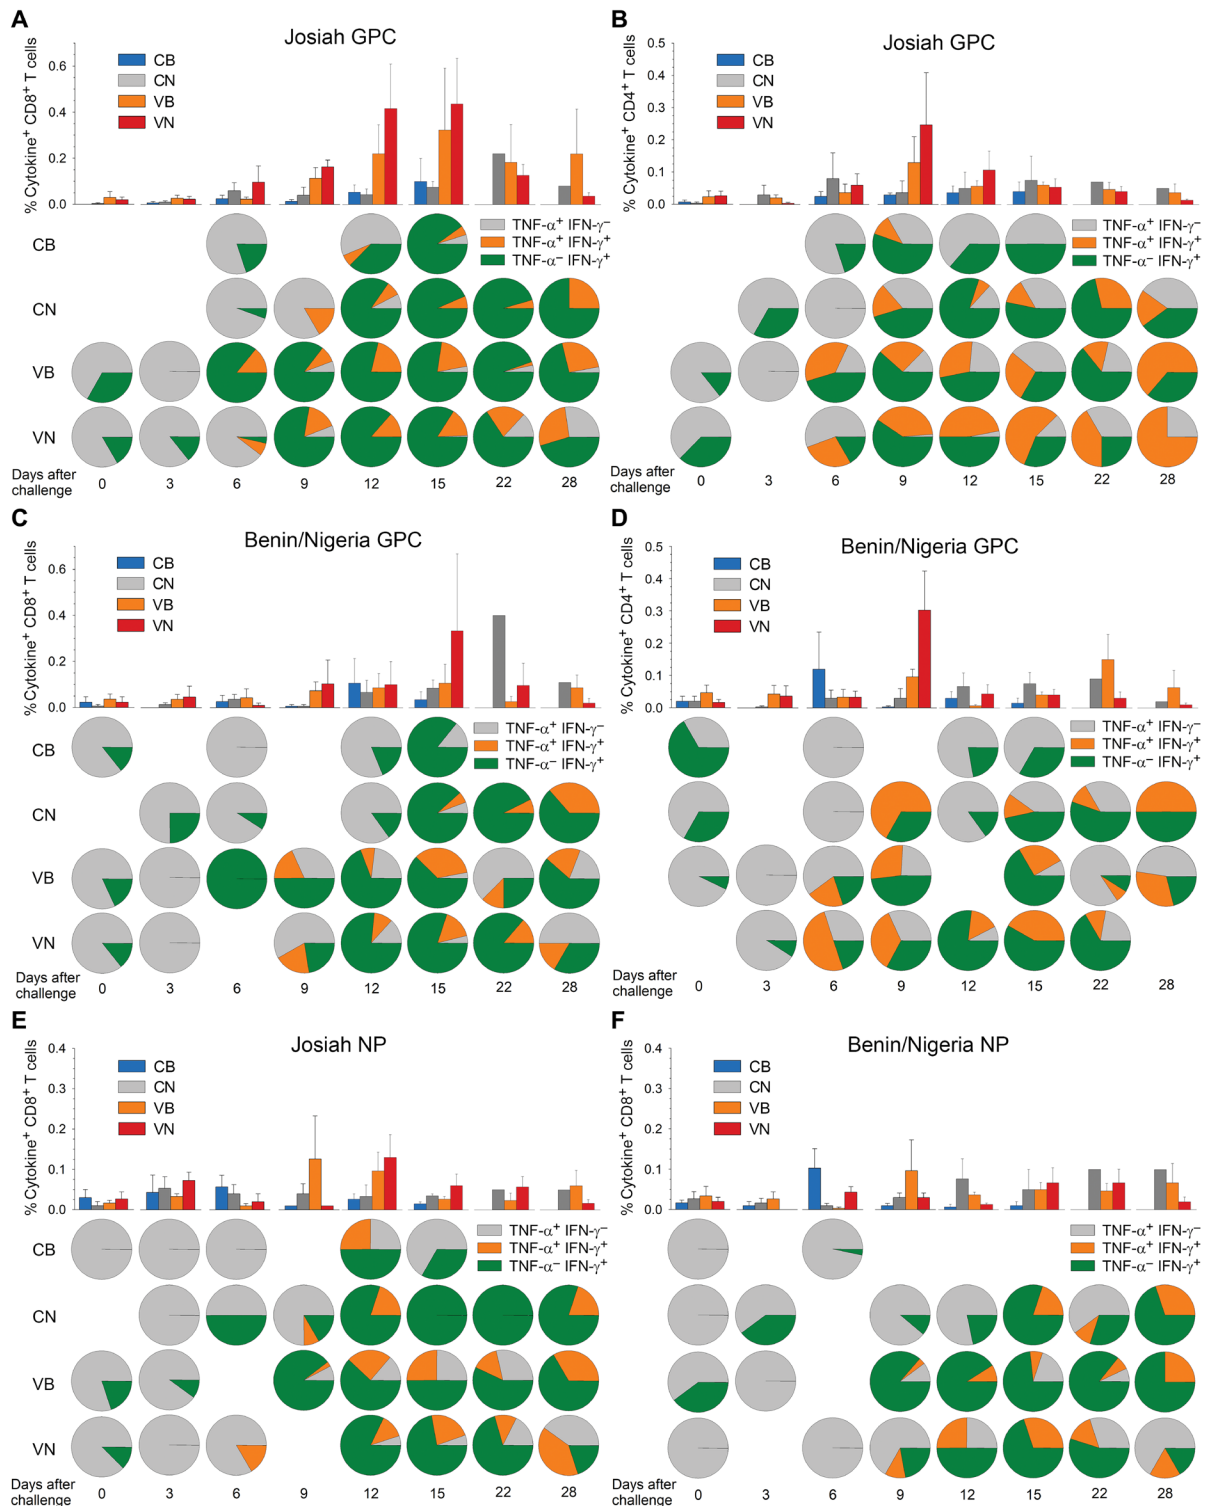 A
Josiah GPC
% Cytokine⁺ CD8⁺ T cells
0.6
0.4
0.2
0.0
CB
CN
VB
VN
TNF-α⁺ IFN-γ⁻
TNF-α⁺ IFN-γ⁺
TNF-α⁻ IFN-γ⁺
CB
CN
VB
VN
Days after
challenge
0 3 6 9 12 15 22 28
B
Josiah GPC
% Cytokine⁺ CD4⁺ T cells
0.5
0.4
0.3
0.2
0.1
0.0
CB
CN
VB
VN
TNF-α⁺ IFN-γ⁻
TNF-α⁺ IFN-γ⁺
TNF-α⁻ IFN-γ⁺
Days after
challenge
0 3 6 9 12 15 22 28
C
Benin/Nigeria GPC
% Cytokine⁺ CD8⁺ T cells
0.6
0.4
0.2
0.0
CB
CN
VB
VN
TNF-α⁺ IFN-γ⁻
TNF-α⁺ IFN-γ⁺
TNF-α⁻ IFN-γ⁺
CB
CN
VB
VN
Days after
challenge
0 3 6 9 12 15 22 28
D
Benin/Nigeria GPC
% Cytokine⁺ CD4⁺ T cells
0.5
0.4
0.3
0.2
0.1
0.0
CB
CN
VB
VN
TNF-α⁺ IFN-γ⁻
TNF-α⁺ IFN-γ⁺
TNF-α⁻ IFN-γ⁺
Days after
challenge
0 3 6 9 12 15 22 28
E
Josiah NP
% Cytokine⁺ CD8⁺ T cells
0.4
0.3
0.2
0.1
0.0
CB
CN
VB
VN
TNF-α⁺ IFN-γ⁻
TNF-α⁺ IFN-γ⁺
TNF-α⁻ IFN-γ⁺
CB
CN
VB
VN
Days after
challenge
0 3 6 9 12 15 22 28
F
Benin/Nigeria NP
% Cytokine⁺ CD8⁺ T cells
0.4
0.3
0.2
0.1
0.0
CB
CN
VB
VN
TNF-α⁺ IFN-γ⁻
TNF-α⁺ IFN-γ⁺
TNF-α⁻ IFN-γ⁺
Days after
challenge
0 3 6 9 12 15 22 28